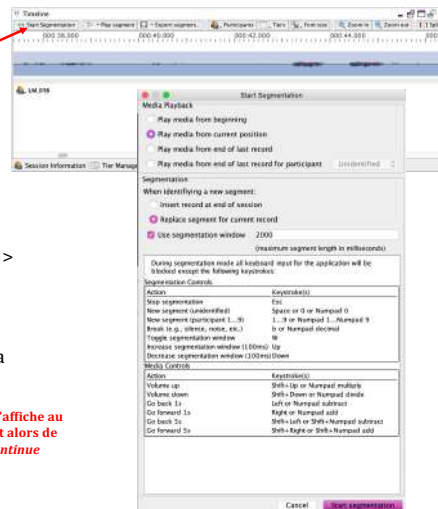 Timeline
Start Segmentation Play segment Export segment... Participants Tiers Font size Zoom in Zoom out
000:38.000 000:40.000 000:42.000 000:44.000 000:
LM_018
Session Information Tier Manag
Start Segmentation
Media Playback
Play media from beginning
Play media from current position
Play media from end of last record
Play media from end of last record for participant Unidentified
Segmentation
When identifiying a new segment:
Insert record at end of session
Replace segment for current record
Use segmentation window 2000
(maximum segment length in milliseconds)
During segmentation mode all keyboard input for the application will be
blocked except the following keystrokes:
Segmentation Controls
Action Keystroke(s)
Stop segmentation Esc
New segment (unidentified) Space or 0 or Numpad 0
New segment (participant 1...9) 1...9 or Numpad 1...Numpad 9
Break (e.g., silence, noise, etc.) b or Numpad decimal
Toggle segmentation window W
Increase segmentation window (100ms) Up
Decrease segmentation window (100ms) Down
Media Controls
Action Keystroke(s)
Volume up Shift+Up or Numpad multiply
Volume down Shift+Down or Numpad divide
Go back 1s Left or Numpad subtract
Go forward 1s Right or Numpad add
Go back 5s Shift+Left or Shift+Numpad subtract
Go forward 5s Shift+Right or Shift+Numpad add
Cancel Start segmentation
>
a
'affiche au
t alors de
ntinue